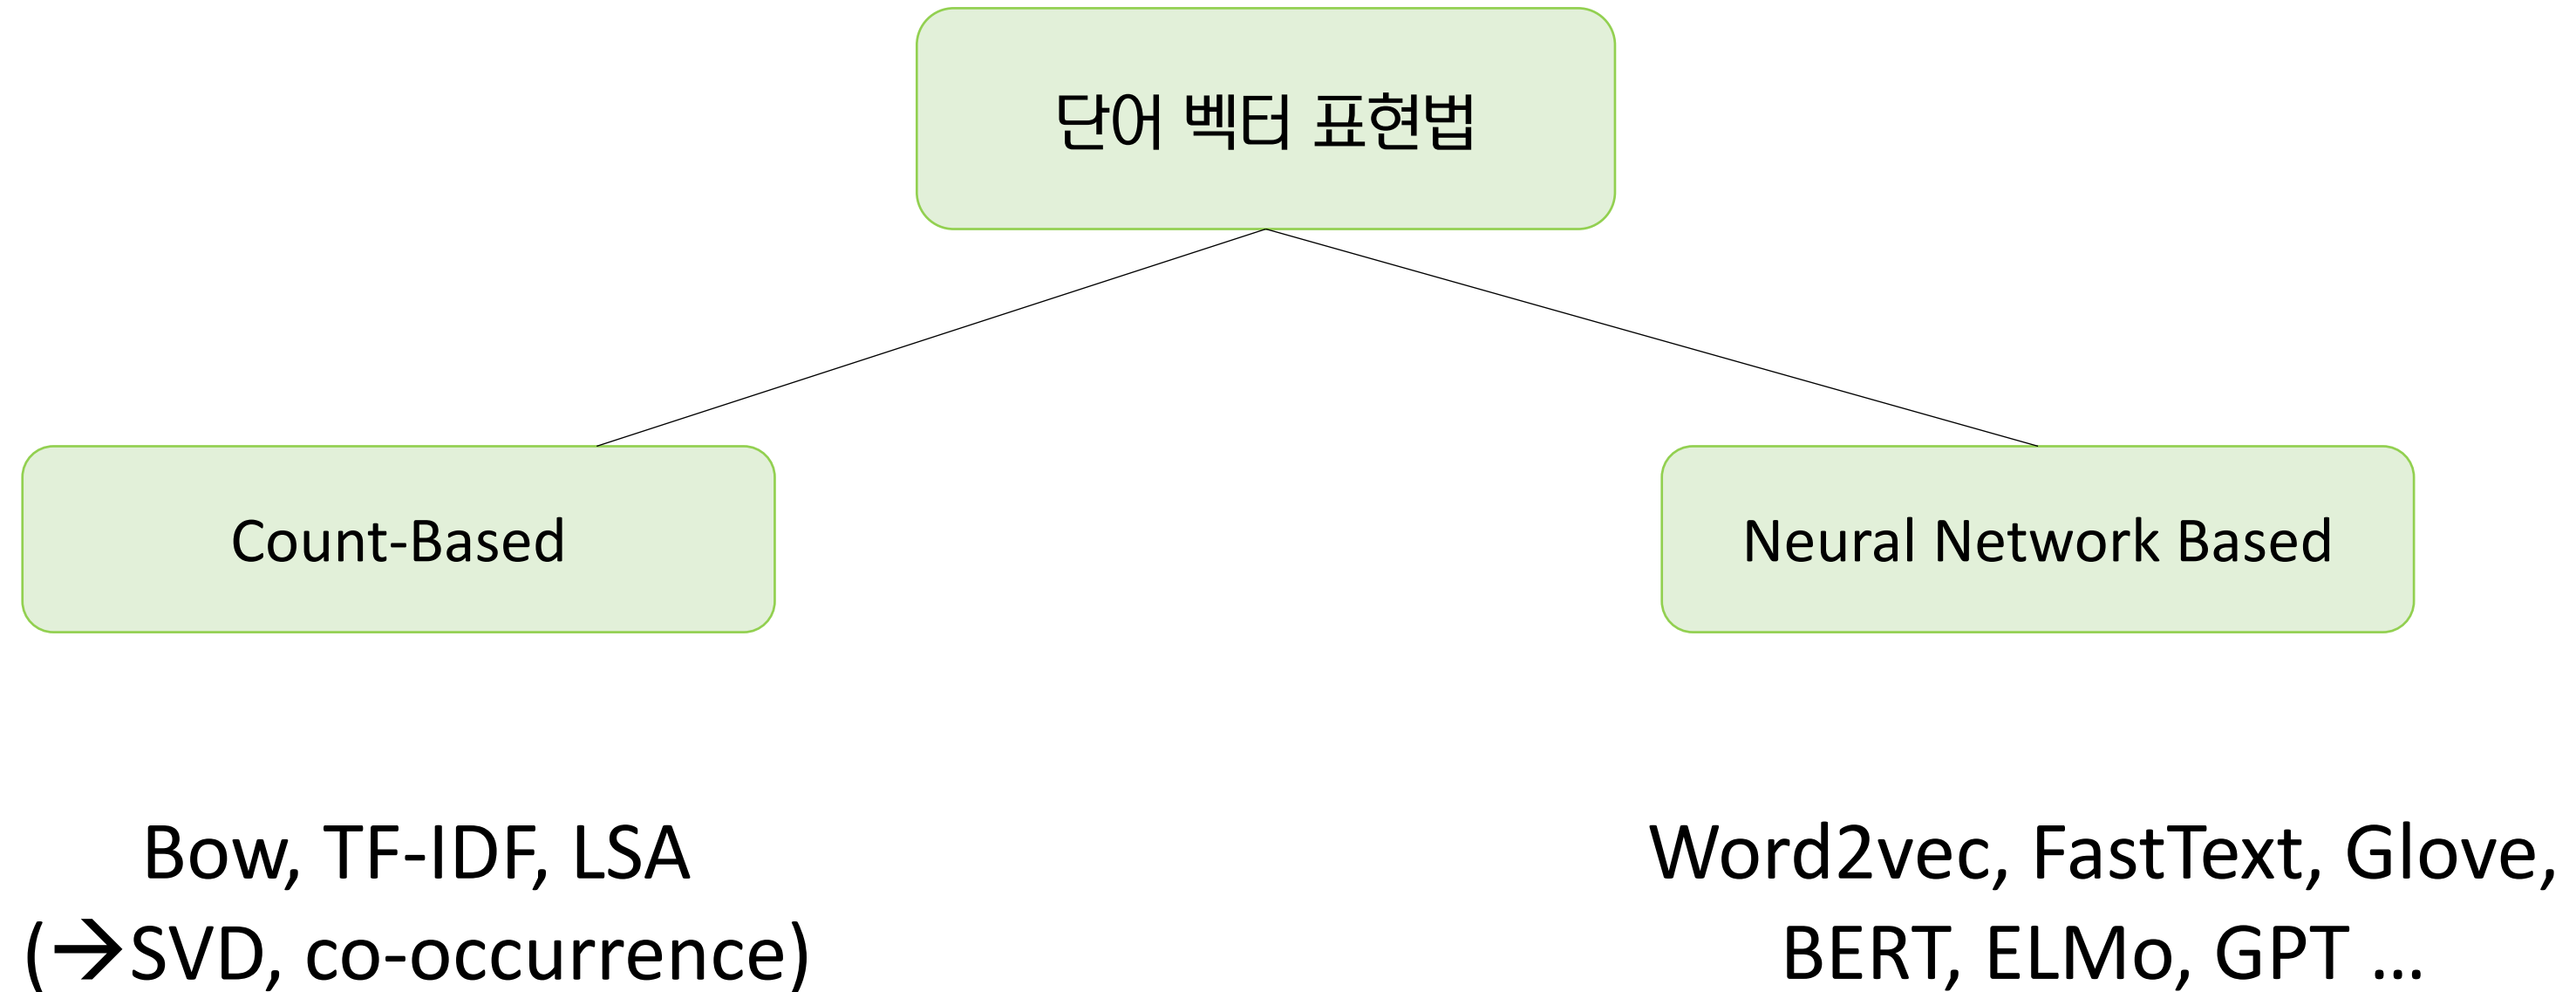 단어 벡터 표현법
Count-Based
Neural Network Based
Bow, TF-IDF, LSA
(→SVD, co-occurrence)
Word2vec, FastText, Glove,
BERT, ELMo, GPT ...